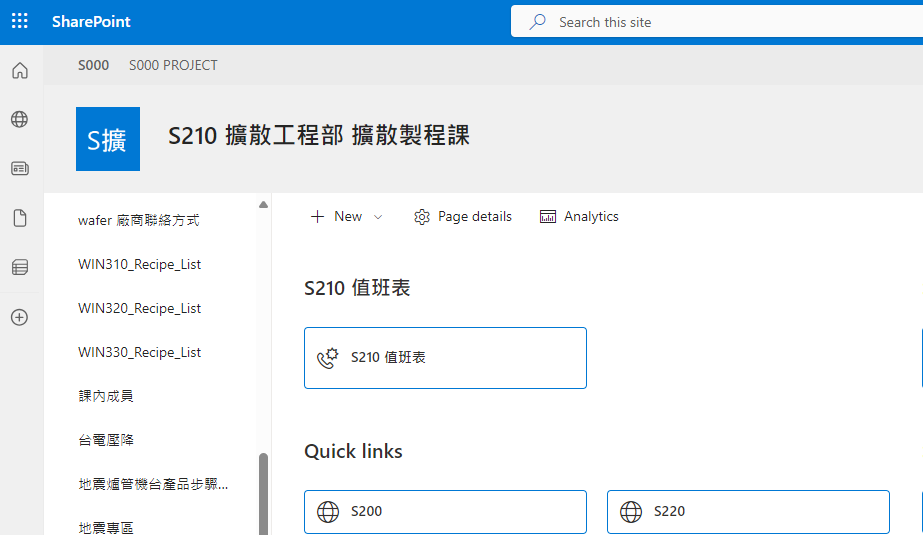 SharePoint
Search this site
S000 S000 PROJECT
S擴
S210 擴散工程部 擴散製程課
wafer 廠商聯絡方式
WIN310_Recipe_List
WIN320_Recipe_List
WIN330_Recipe_List
課內成員
台電壓降
地震爐管機台產品步驟...
地震專區
New
Page details
Analytics
S210 值班表
S210 值班表
Quick links
S200
S220